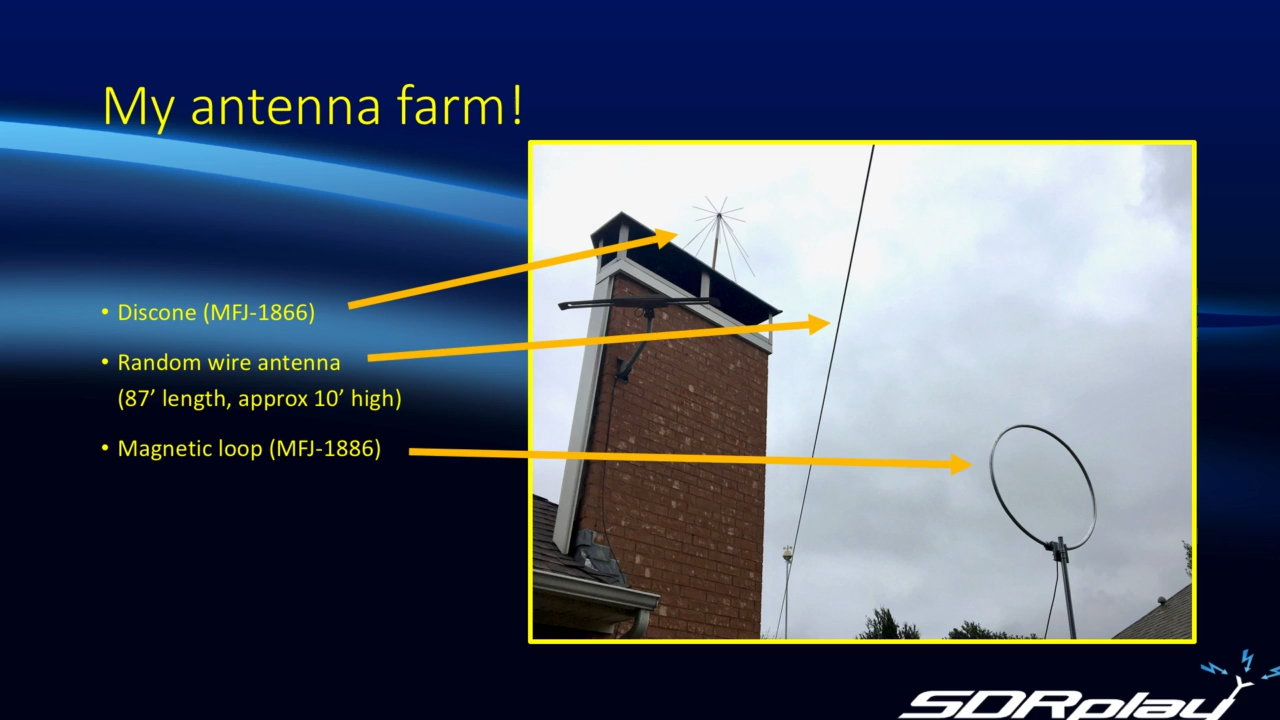 My antenna farm!
• Discone (MFJ-1866)
• Random wire antenna
(87’ length, approx 10’ high)
• Magnetic loop (MFJ-1886)
SDRplay